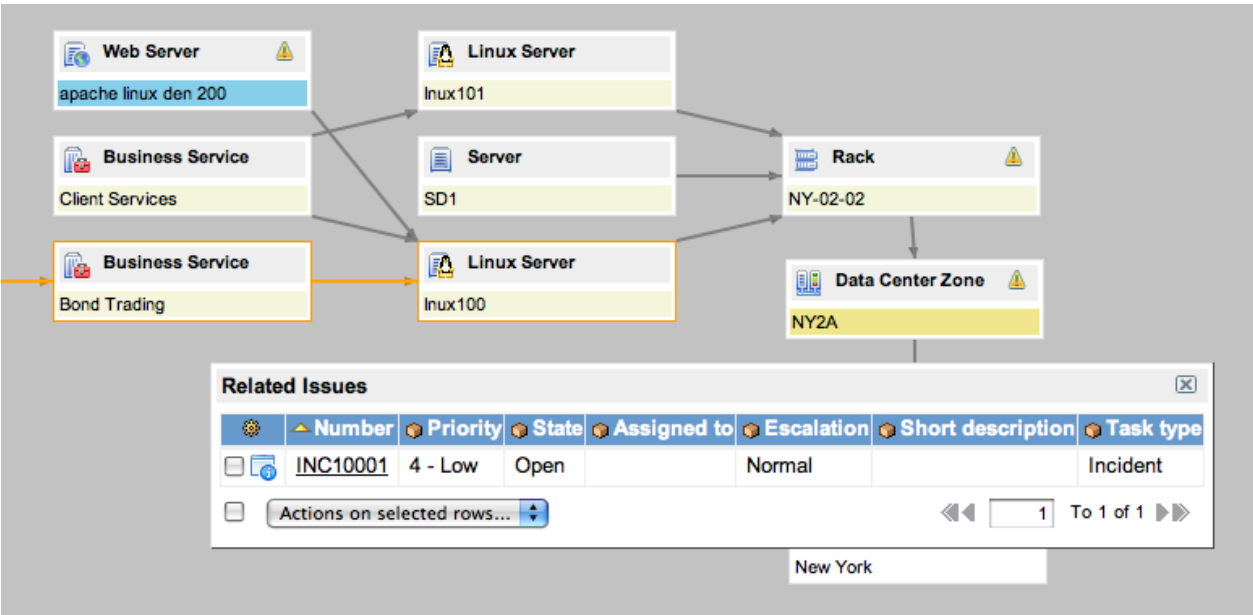 Web Server
Linux Server
apache linux den 200
lnux101
Business Service
Server
Rack
Client Services
SD1
NY-02-02
Business Service
Linux Server
Data Center Zone
Bond Trading
lnux100
NY2A
Related Issues
Number Priority State Assigned to Escalation Short description Task type
INC10001 4 - Low Open Normal Incident
Actions on selected rows... 1 To 1 of 1
New York